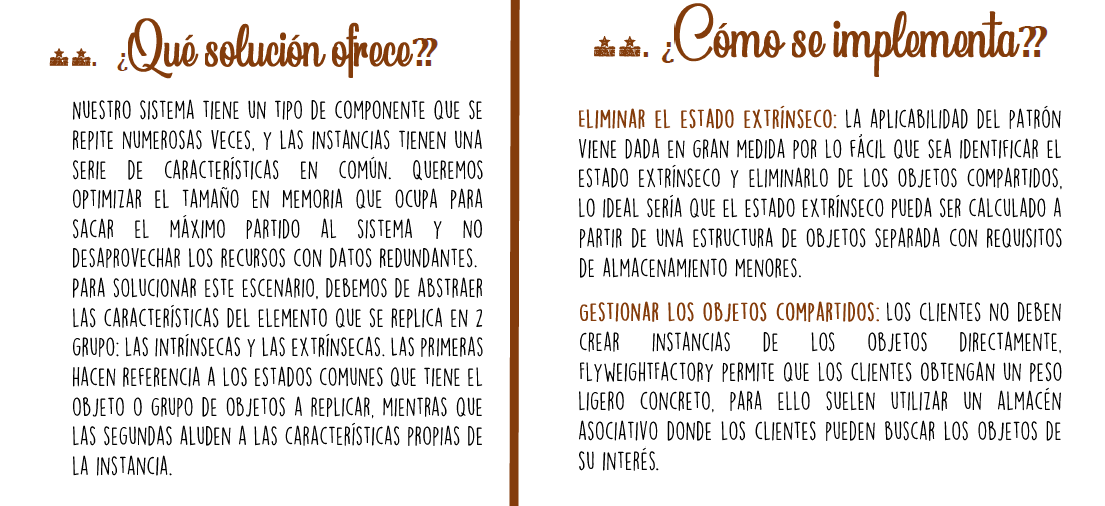 ¿Qué solución ofrece??
NUESTRO SISTEMA TIENE UN TIPO DE COMPONENTE QUE SE
REPITE NUMEROSAS VECES, Y LAS INSTANCIAS TIENEN UNA
SERIE DE CARACTERÍSTICAS EN COMÚN. QUEREMOS
OPTIMIZAR EL TAMAÑO EN MEMORIA QUE OCUPA PARA
SACAR EL MÁXIMO PARTIDO AL SISTEMA Y NO
DESAPROVECHAR LOS RECURSOS CON DATOS REDUNDANTES.
PARA SOLUCIONAR ESTE ESCENARIO, DEBEMOS DE ABSTRAER
LAS CARACTERÍSTICAS DEL ELEMENTO QUE SE REPLICA EN 2
GRUPO: LAS INTRÍNSECAS Y LAS EXTRÍNSECAS. LAS PRIMERAS
HACEN REFERENCIA A LOS ESTADOS COMUNES QUE TIENE EL
OBJETO O GRUPO DE OBJETOS A REPLICAR, MIENTRAS QUE
LAS SEGUNDAS ALUDEN A LAS CARACTERÍSTICAS PROPIAS DE
LA INSTANCIA.
¿Cómo se implementa??
ELIMINAR EL ESTADO EXTRÍNSECO: LA APLICABILIDAD DEL PATRÓN
VIENE DADA EN GRAN MEDIDA POR LO FÁCIL QUE SEA IDENTIFICAR EL
ESTADO EXTRÍNSECO Y ELIMINARLO DE LOS OBJETOS COMPARTIDOS,
LO IDEAL SERÍA QUE EL ESTADO EXTRÍNSECO PUEDA SER CALCULADO A
PARTIR DE UNA ESTRUCTURA DE OBJETOS SEPARADA CON REQUISITOS
DE ALMACENAMIENTO MENORES.
GESTIONAR LOS OBJETOS COMPARTIDOS: LOS CLIENTES NO DEBEN
CREAR INSTANCIAS DE LOS OBJETOS DIRECTAMENTE,
FLYWEIGHTFACTORY PERMITE QUE LOS CLIENTES OBTENGAN UN PESO
LIGERO CONCRETO, PARA ELLO SUELEN UTILIZAR UN ALMACÉN
ASOCIATIVO DONDE LOS CLIENTES PUEDEN BUSCAR LOS OBJETOS DE
SU INTERÉS.